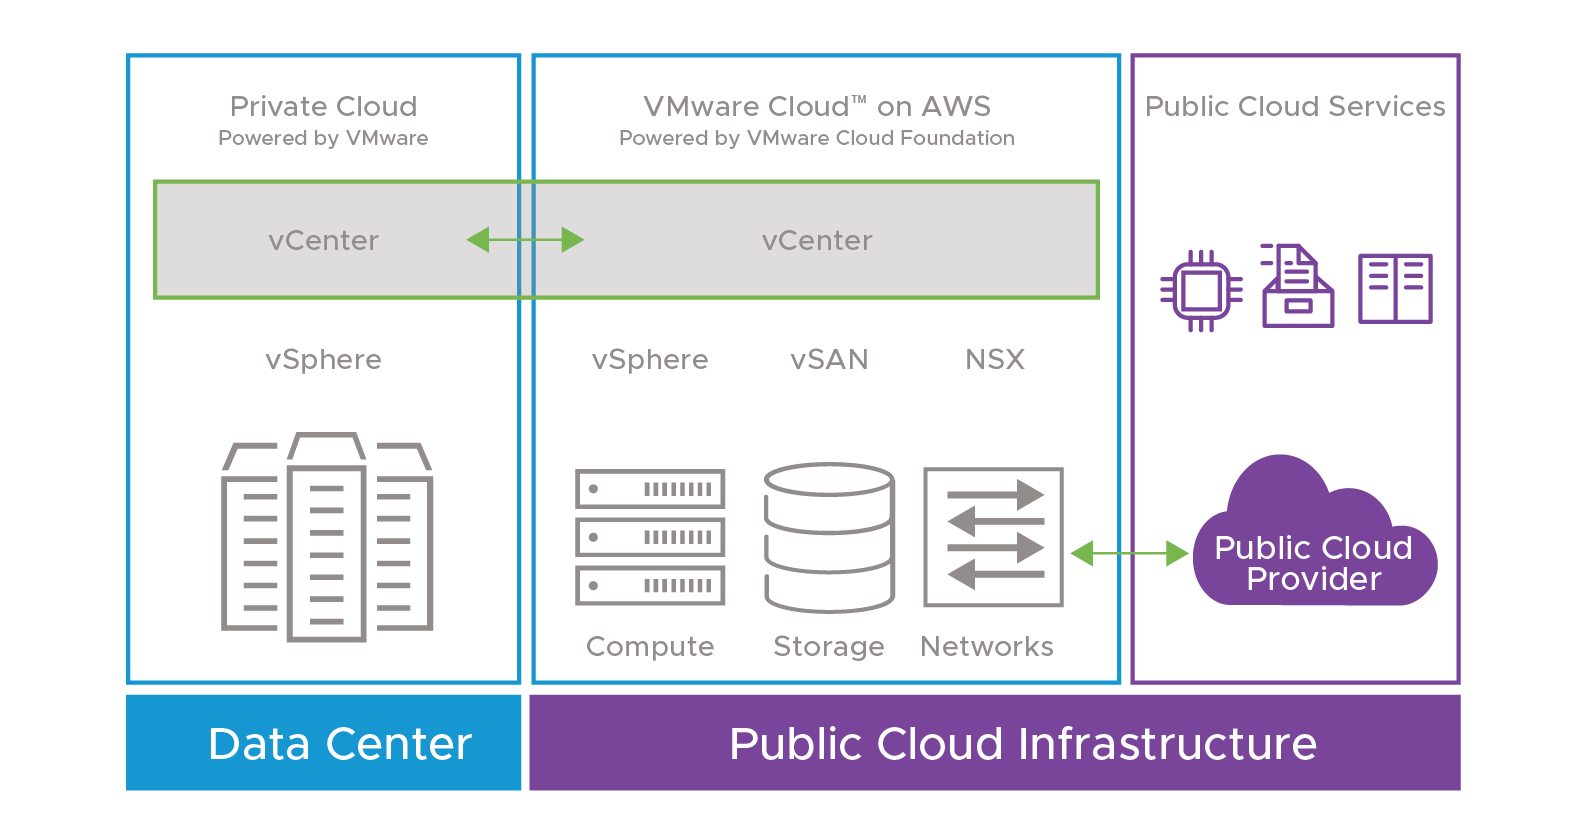 Private Cloud
Powered by VMware
VMware Cloud™ on AWS
Powered by VMware Cloud Foundation
Public Cloud Services
vCenter
vCenter
vSphere
vSphere
vSAN
NSX
Public Cloud
Provider
Compute
Storage
Networks
Data Center
Public Cloud Infrastructure